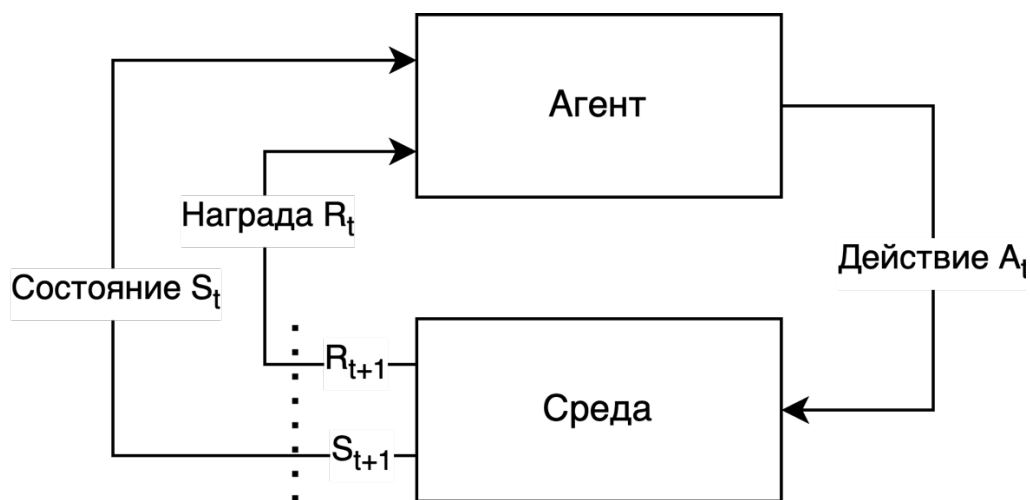 Агент
Награда Rₜ
Действие Aₜ
Состояние Sₜ
Rₜ₊₁
Среда
Sₜ₊₁